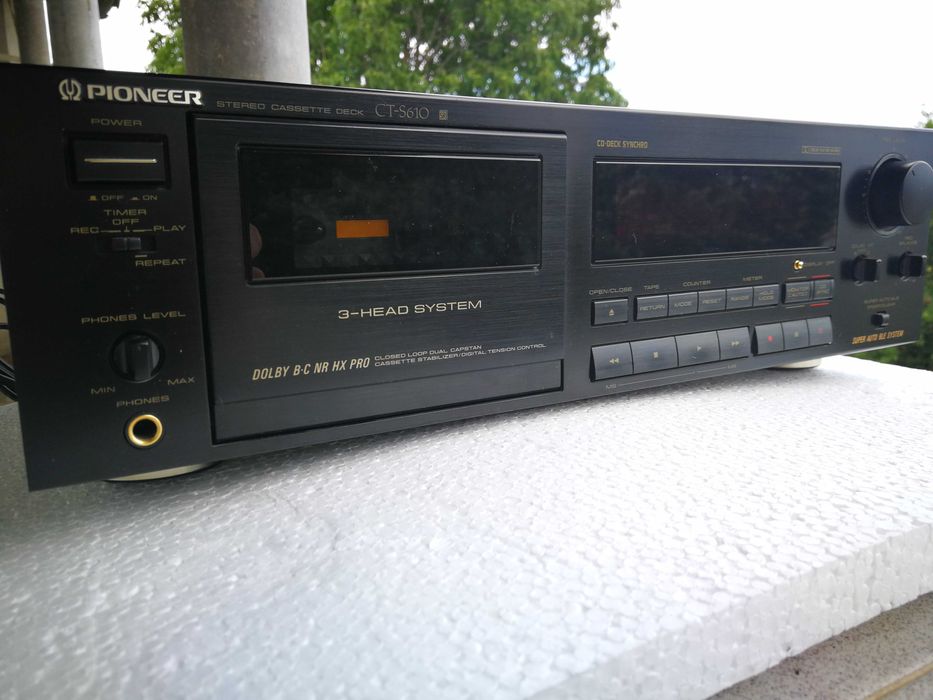 PIONEER
STEREO CASSETTE DECK CT-S610
POWER
OFF ON
TIMER
OFF
REC PLAY
REPEAT
PHONES LEVEL
MIN MAX
PHONES
3-HEAD SYSTEM
DOLBY B·C NR HX PRO
CLOSED LOOP DUAL CAPSTAN
CASSETTE STABILIZER/DIGITAL TENSION CONTROL
CD·DECK SYNCHRO
OPEN/CLOSE TAPE COUNTER METER
RETURN MODE RESET RANGE
MS MS
SUPER AUTO BLE SYSTEM